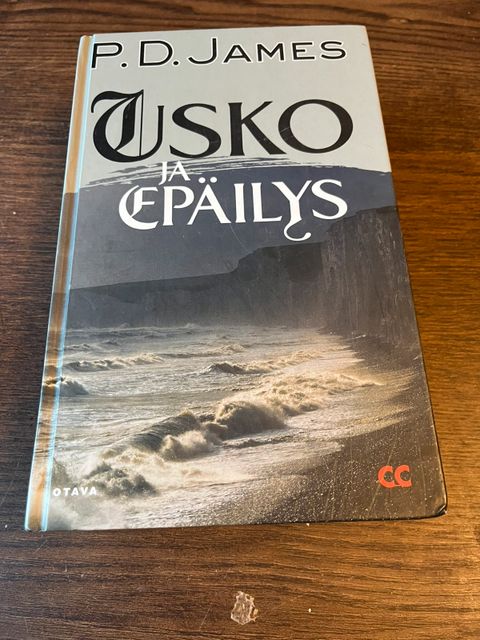 P. D. JAMES
USKO
JA
EPÄILYS
OTAVA
CC